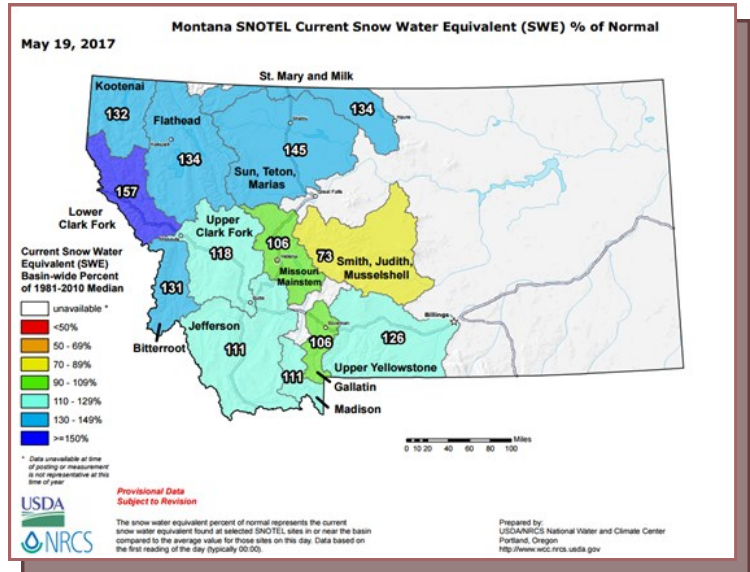 Montana SNOTEL Current Snow Water Equivalent (SWE) % of Normal
May 19, 2017
Kootenai
132
St. Mary and Milk
134
Havre
Flathead
134
Kalispell
Shelby
145
Sun, Teton,
Marias
Great Falls
157
Lower
Clark Fork
Missoula
Upper
Clark Fork
118
106
Helena
Missouri
Mainstem
73
Smith, Judith,
Musselshell
131
Bitterroot
Butte
Jefferson
111
Bozeman
106
Gallatin
111
Madison
126
Upper Yellowstone
Billings
Current Snow Water
Equivalent (SWE)
Basin-wide Percent
of 1981-2010 Median
unavailable *
<50%
50 - 69%
70 - 89%
90 - 109%
110 - 129%
130 - 149%
>=150%
* Data unavailable at time
of posting or measurement
is not representative at this
time of year
Miles
0 10 20 40 60 80 100
Provisional Data
Subject to Revision
USDA
NRCS
The snow water equivalent percent of normal represents the current
snow water equivalent found at selected SNOTEL sites in or near the basin
compared to the average value for those sites on this day. Data based on
the first reading of the day (typically 00:00).
Prepared by:
USDA/NRCS National Water and Climate Center
Portland, Oregon
http://www.wcc.nrcs.usda.gov